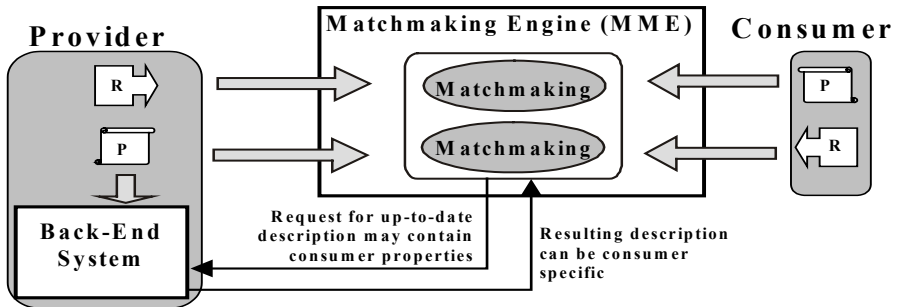 Provider
Matchmaking Engine (MME)
Consumer
R
Matchmaking
P
P
Matchmaking
R
Back-End
System
Request for up-to-date
description may contain
consumer properties
Resulting description
can be consumer
specific